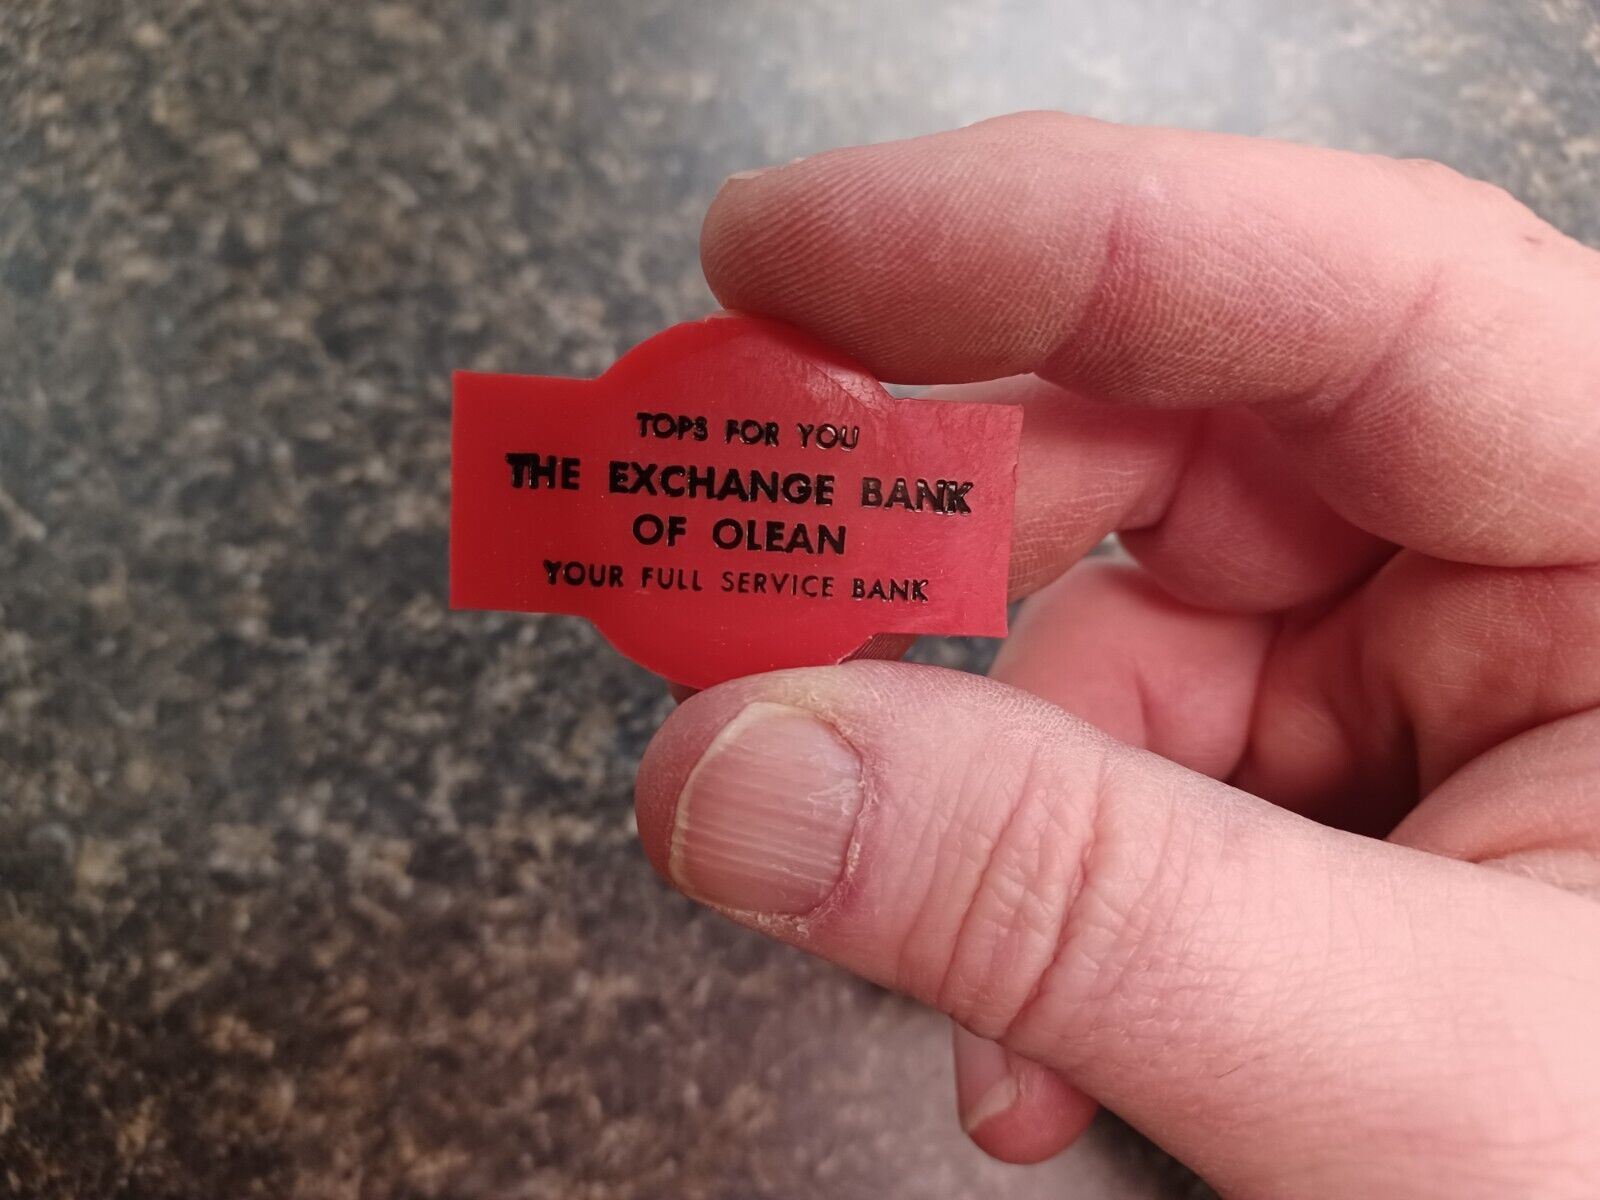 TOPS FOR YOU
THE EXCHANGE BANK
OF OLEAN
YOUR FULL SERVICE BANK